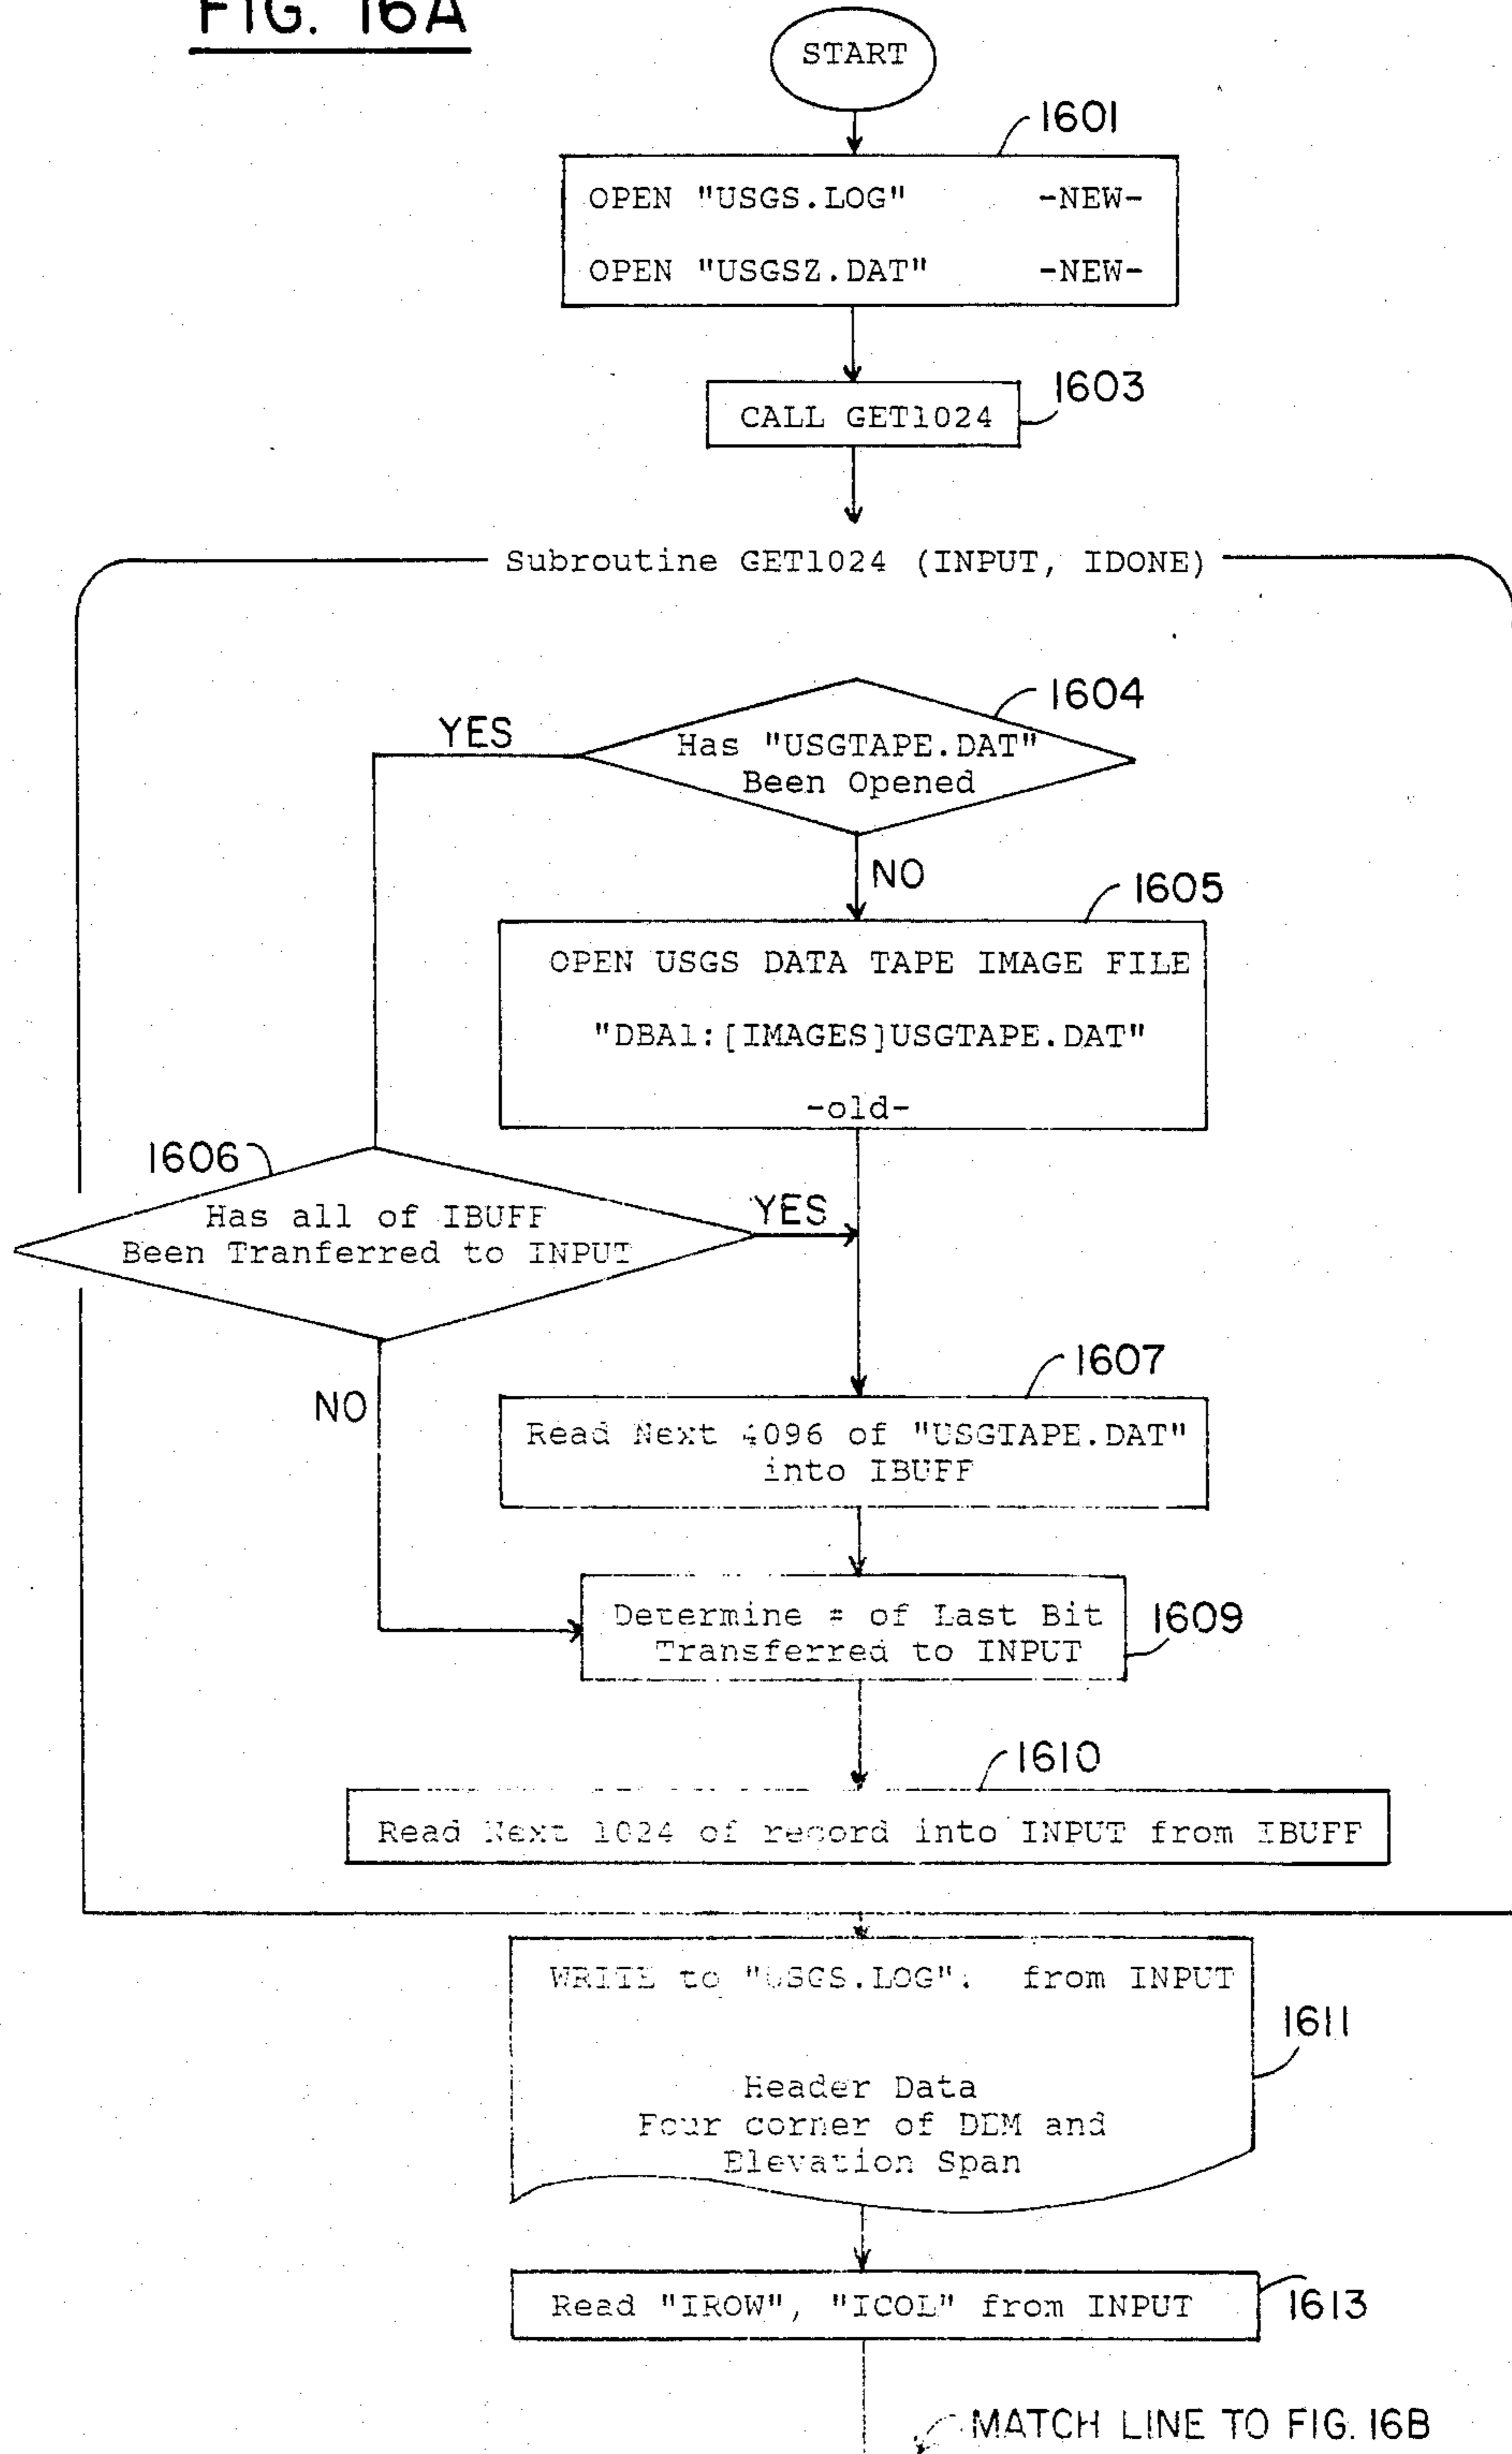 FIG. 16A
START
1601
OPEN "USGS.LOG" -NEW-
OPEN "USGSZ.DAT" -NEW-
1603
CALL GET1024
Subroutine GET1024 (INPUT, IDONE)
1604
YES
Has "USGTAPE.DAT"
Been Opened
NO
1605
OPEN USGS DATA TAPE IMAGE FILE
"DBA1:[IMAGES]USGTAPE.DAT"
-old-
1606
Has all of IBUFF
Been Tranferred to INPUT
YES
NO
1607
Read Next 4096 of "USGTAPE.DAT"
into IBUFF
Determine # of Last Bit
Transferred to INPUT
1609
1610
Read Next 1024 of record into INPUT from IBUFF
WRITE to "USGS.LOG": from INPUT
1611
Header Data
Four corner of DEM and
Elevation Span
Read "IROW", "ICOL" from INPUT
1613
MATCH LINE TO FIG. 16B